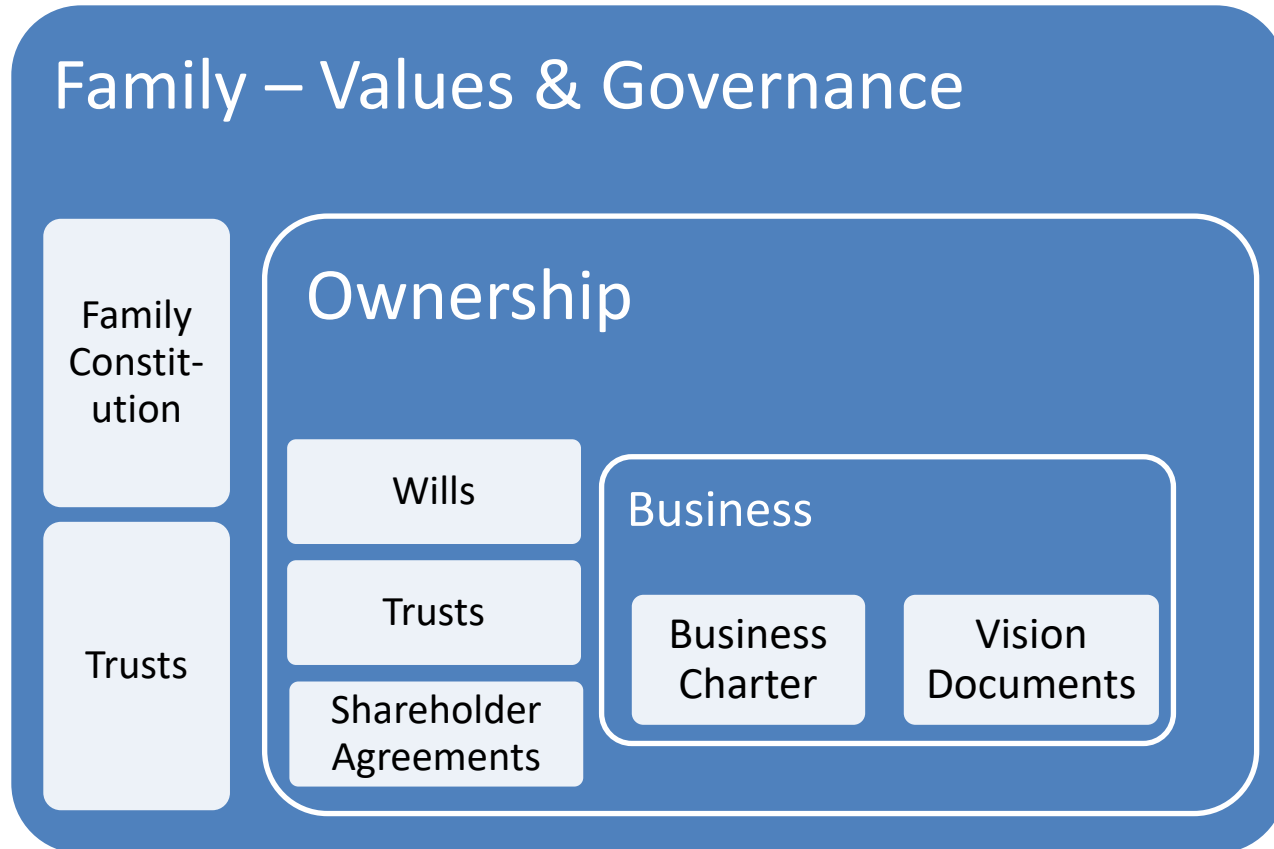 Family – Values & Governance
Family
Constit-
ution
Trusts
Ownership
Wills
Trusts
Shareholder
Agreements
Business
Business
Charter
Vision
Documents